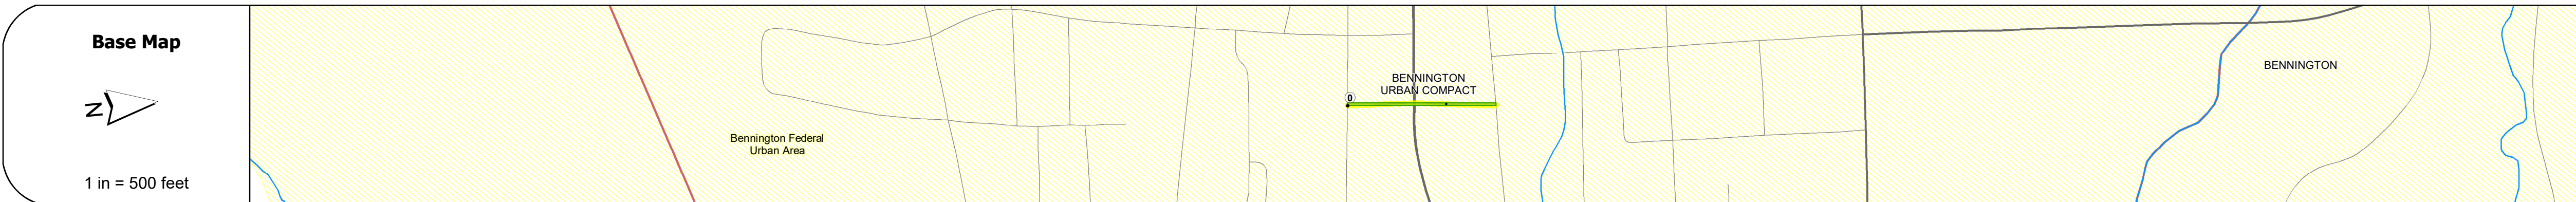 Base Map
N
1 in = 500 feet
Bennington Federal
Urban Area
0
BENNINGTON
URBAN COMPACT
BENNINGTON